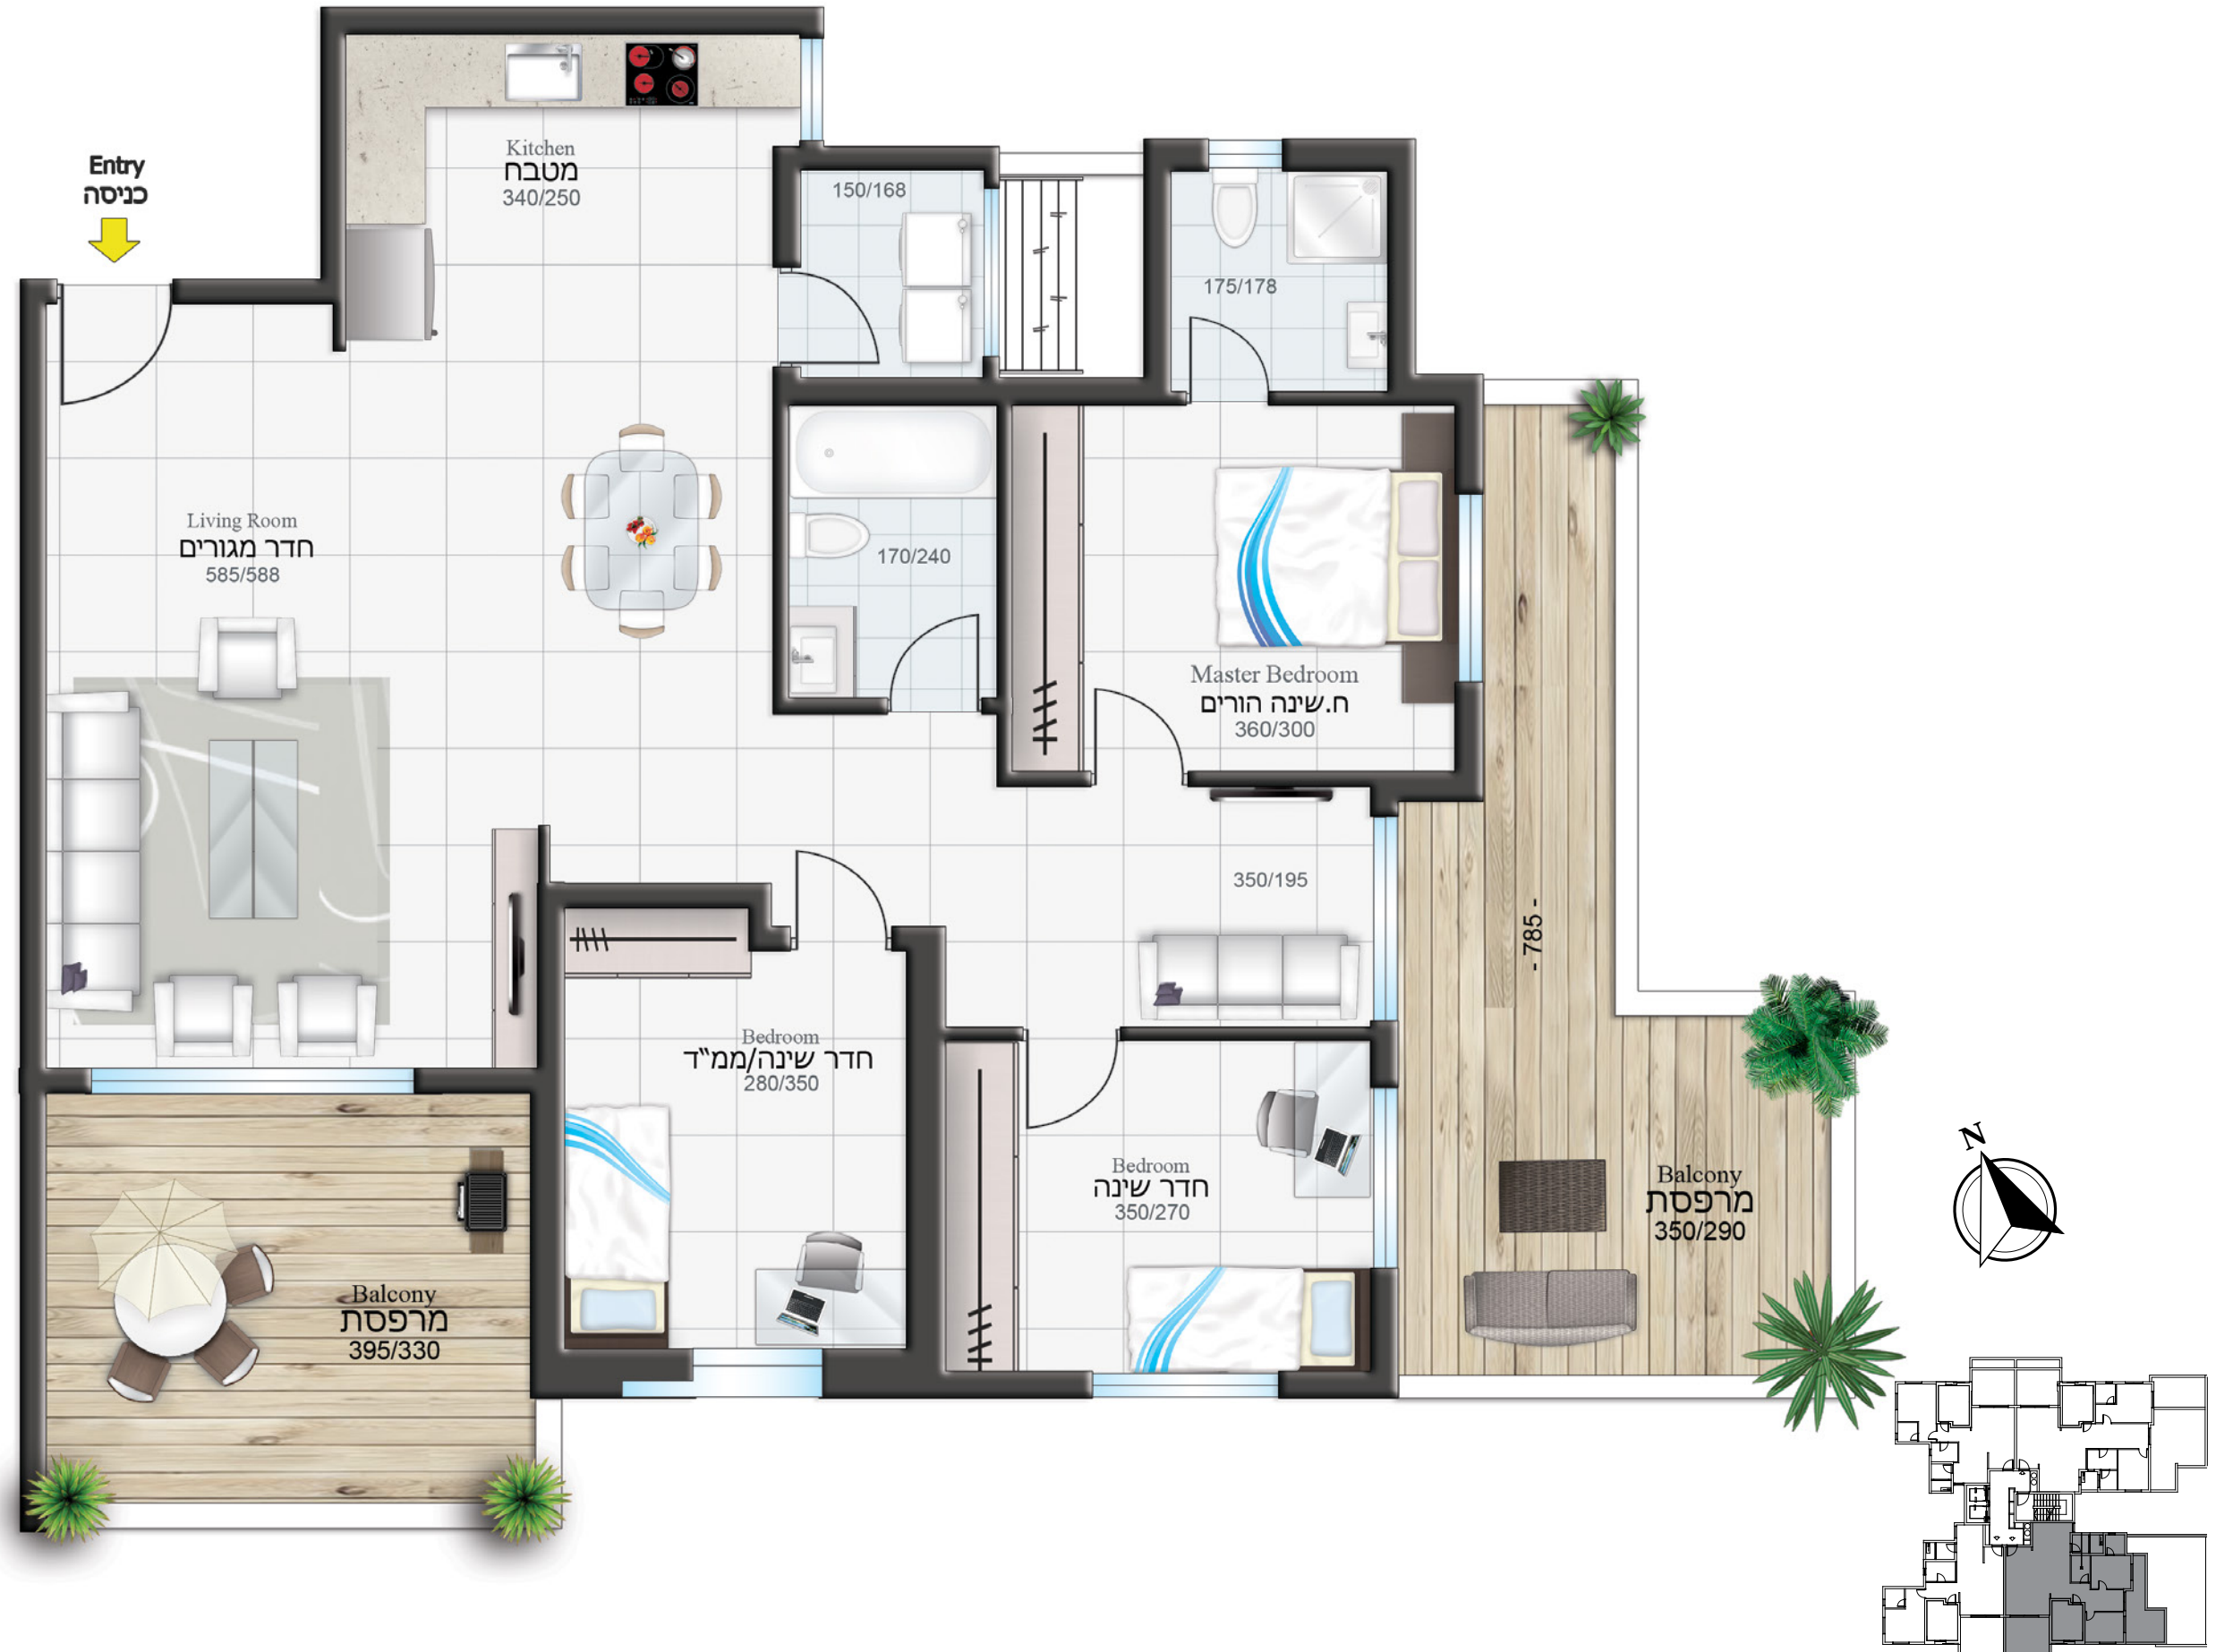 Entry
כניסה
Kitchen
מטבח
340/250
150/168
175/178
Living Room
חדר מגורים
585/588
170/240
Master Bedroom
ח.שינה הורים
360/300
350/195
- 785 -
Bedroom
חדר שינה/ממ"ד
280/350
Bedroom
חדר שינה
350/270
Balcony
מרפסת
350/290
N
Balcony
מרפסת
395/330